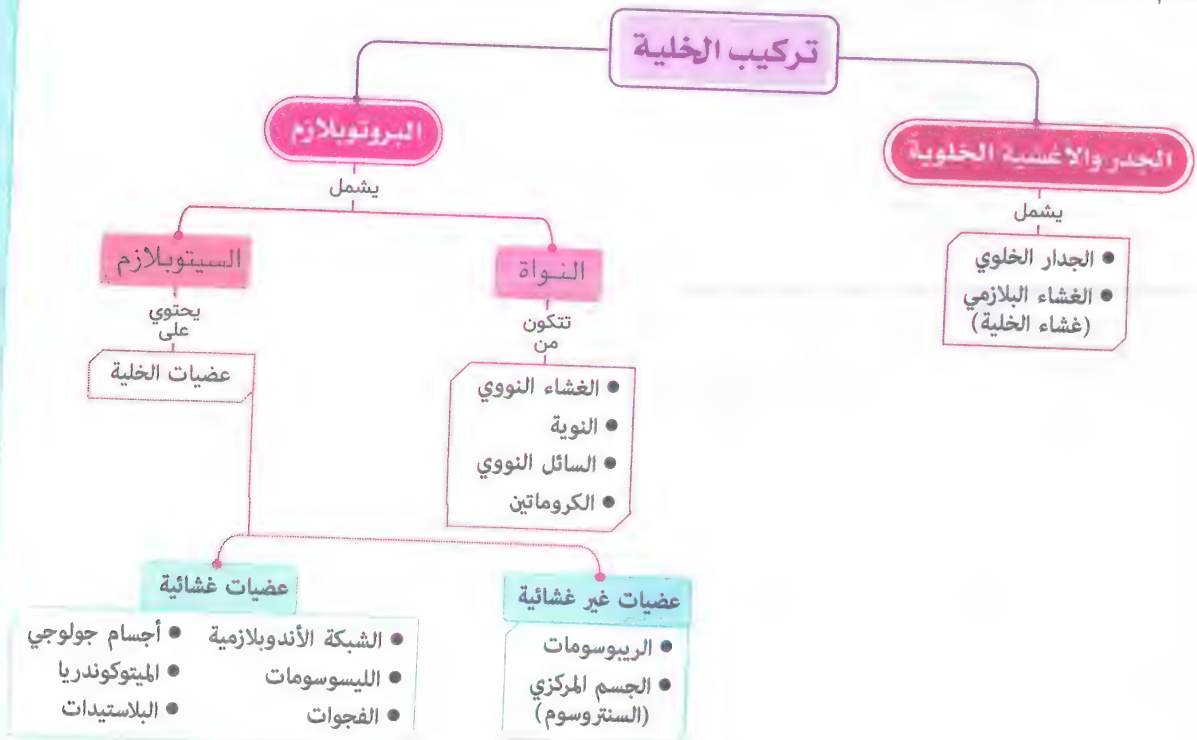 تركيب الخلية
الجدر والأغشية الخلوية
يشمل
• الجدار الخلوي
• الغشاء البلازمي
(غشاء الخلية)
البروتوبلازم
يشمل
النـواة
تتكون
من
• الغشاء النووي
• النوية
• السائل النووي
• الكروماتين
السيتوبـلازم
يحتوي
على
عضيات الخلية
عضيات غير غشائية
• الريبوسومات
• الجسم المركزي
(السنتروسوم)
عضيات غشائية
• الشبكة الأندوبلازمية
• الليسوسومات
• الفجوات
• أجسام جولوجي
• الميتوكوندريا
• البلاستيدات